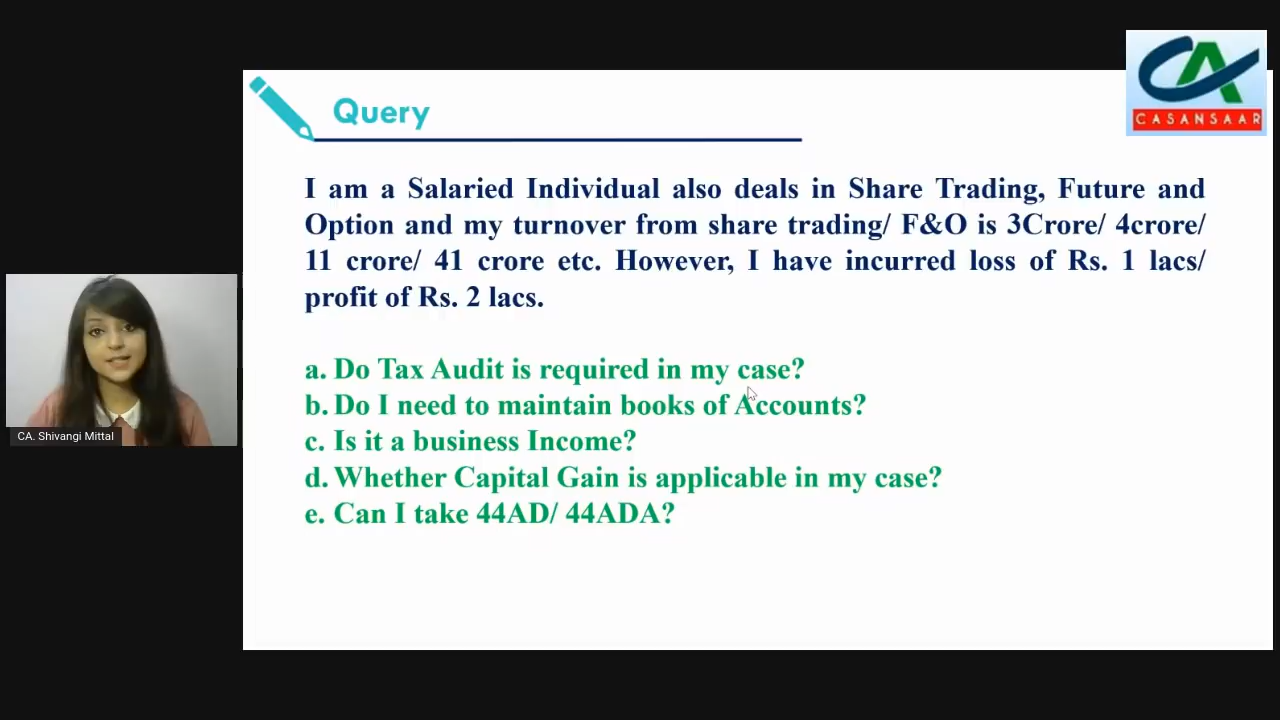 CASANSAAR
Query
I am a Salaried Individual also deals in Share Trading, Future and
Option and my turnover from share trading/ F&O is 3Crore/ 4crore/
11 crore/ 41 crore etc. However, I have incurred loss of Rs. 1 lacs/
profit of Rs. 2 lacs.
a. Do Tax Audit is required in my case?
b. Do I need to maintain books of Accounts?
c. Is it a business Income?
d. Whether Capital Gain is applicable in my case?
e. Can I take 44AD/ 44ADA?
CA. Shivangi Mittal